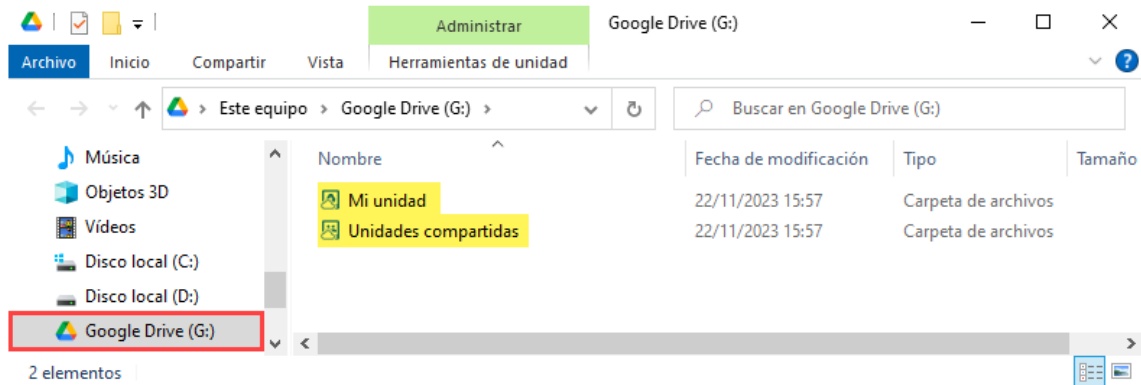 Administrar Google Drive (G:)
Archivo Inicio Compartir Vista Herramientas de unidad
Este equipo > Google Drive (G:) > Buscar en Google Drive (G:)
Música
Objetos 3D
Vídeos
Disco local (C:)
Disco local (D:)
Google Drive (G:)
Nombre Fecha de modificación Tipo Tamaño
Mi unidad 22/11/2023 15:57 Carpeta de archivos
Unidades compartidas 22/11/2023 15:57 Carpeta de archivos
2 elementos